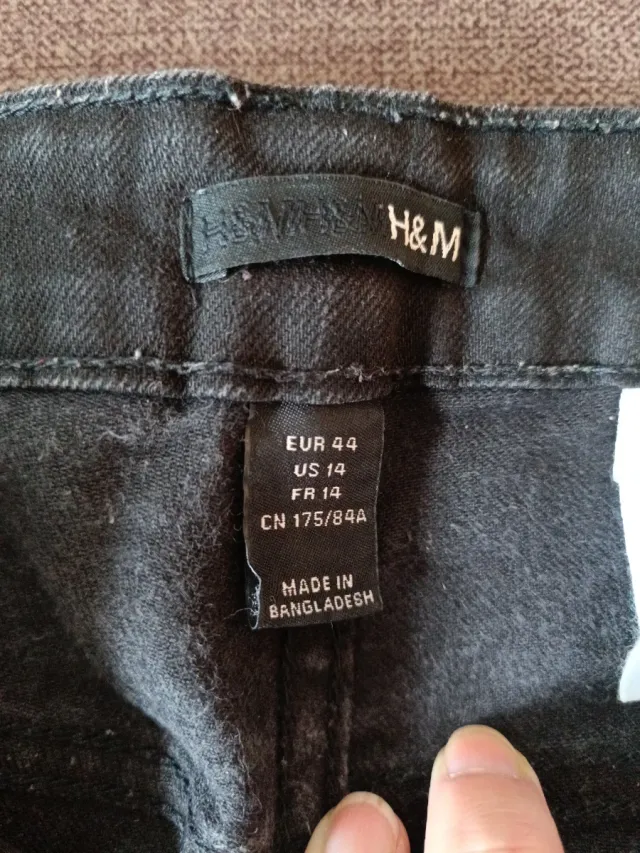 H&M H&M H&M
EUR 44
US 14
FR 14
CN 175/84A
MADE IN
BANGLADESH